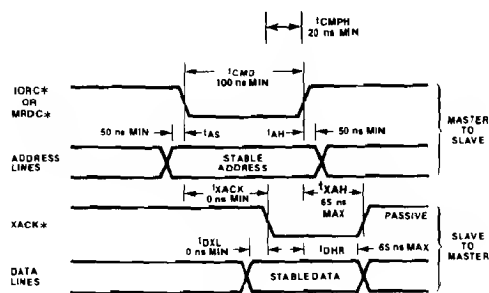 tCMPH
20 ns MIN
IORC*
OR
MRDC*
tCMD
100 ns MIN
MASTER
TO
SLAVE
50 ns MIN
tAS
tAH
50 ns MIN
ADDRESS
LINES
STABLE
ADDRESS
tXACK
0 ns MIN
tXAH
65 ns
MAX
XACK*
PASSIVE
SLAVE
TO
MASTER
tDXL
0 ns MIN
tDHR
65 ns MAX
DATA
LINES
STABLE DATA